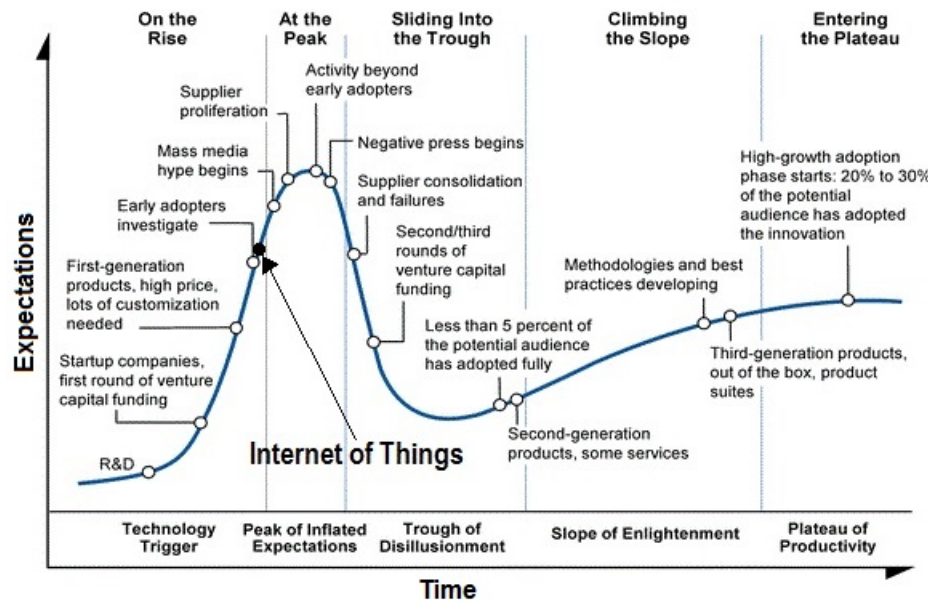 On the
Rise
At the
Peak
Sliding Into
the Trough
Climbing
the Slope
Entering
the Plateau
Activity beyond
early adopters
Supplier
proliferation
Negative press begins
Mass media
hype begins
High-growth adoption
phase starts: 20% to 30%
of the potential
audience has adopted
the innovation
Supplier consolidation
and failures
Early adopters
investigate
Second/third
rounds of
venture capital
funding
First-generation
products, high price,
lots of customization
needed
Methodologies and best
practices developing
Less than 5 percent of
the potential audience
has adopted fully
Third-generation products,
out of the box, product
suites
Startup companies,
first round of venture
capital funding
Second-generation
products, some services
Internet of Things
R&D
Expectations
Technology
Trigger
Peak of Inflated
Expectations
Trough of
Disillusionment
Slope of Enlightenment
Plateau of
Productivity
Time